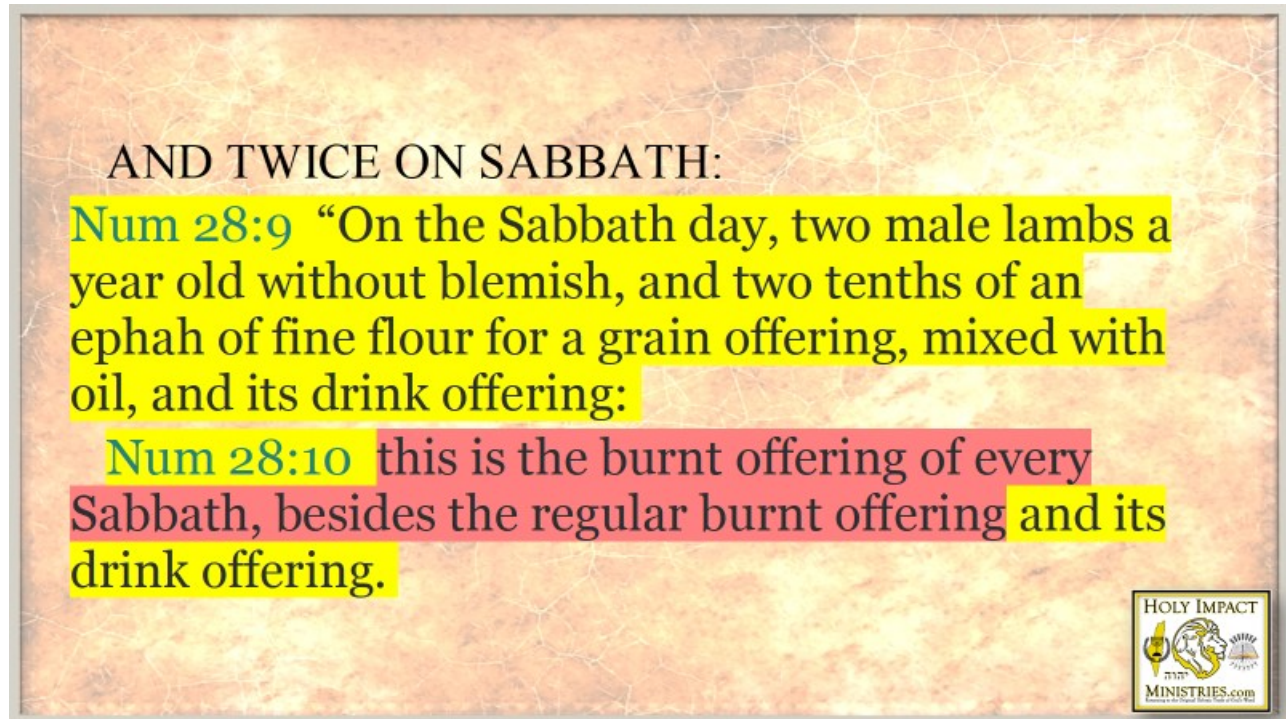 AND TWICE ON SABBATH:
Num 28:9 “On the Sabbath day, two male lambs a
year old without blemish, and two tenths of an
ephah of fine flour for a grain offering, mixed with
oil, and its drink offering:
Num 28:10 this is the burnt offering of every
Sabbath, besides the regular burnt offering and its
drink offering.
HOLY IMPACT
יהוה
MINISTRIES.com